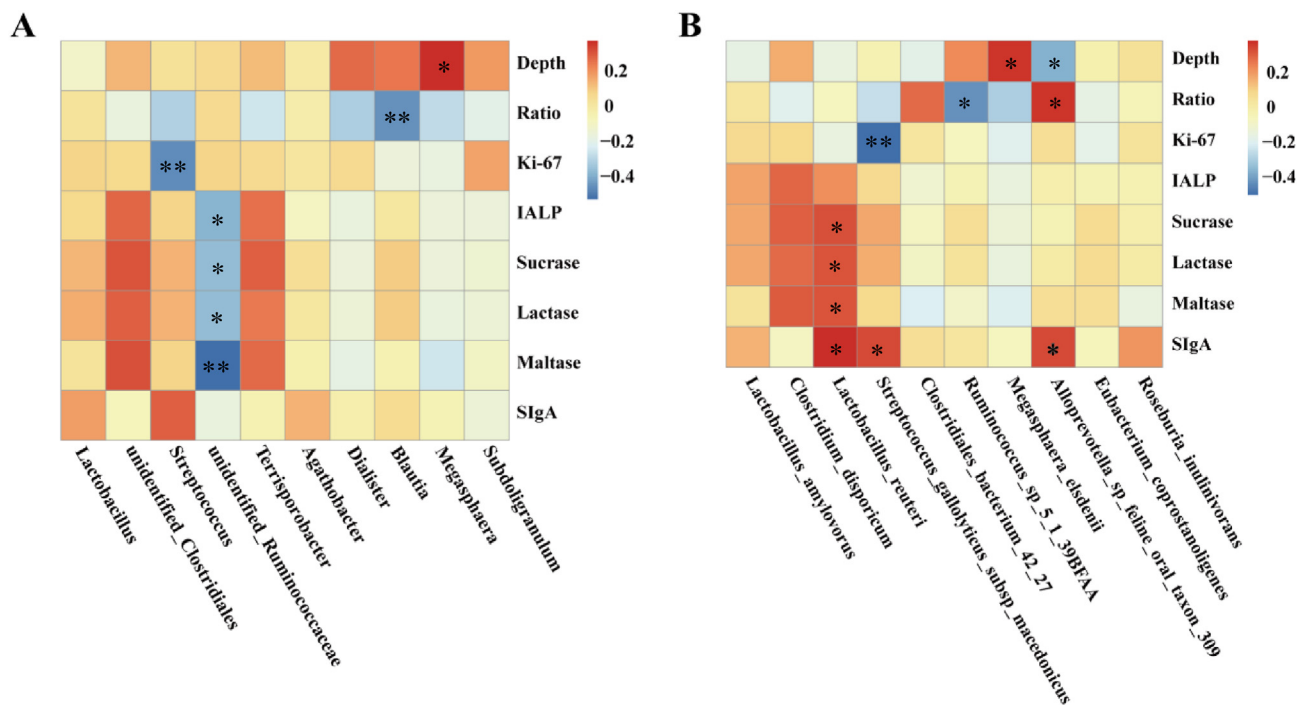 A
B
Depth
Ratio
Ki-67
IALP
Sucrase
Lactase
Maltase
SIgA
0.2
0
−0.2
−0.4
*
**
**
*
*
*
**
Lactobacillus
unidentified_Clostridiales
Streptococcus
unidentified_Ruminococcaceae
Terrisporobacter
Agathobacter
Dialister
Blautia
Megasphaera
Subdoligranulum
Depth
Ratio
Ki-67
IALP
Sucrase
Lactase
Maltase
SIgA
0.2
0
−0.2
−0.4
* *
* *
**
*
*
*
* * *
Lactobacillus_amylovorus
Clostridium_disporicum
Lactobacillus_reuteri
Streptococcus_gallolyticus_subsp_macedonicus
Clostridiales_bacterium_42_27
Ruminococcus_sp_5_1_39BFAA
Megasphaera_elsdenii
Alloprevotella_sp_feline_oral_taxon_309
Eubacterium_coprostanoligenes
Roseburia_inulinivorans